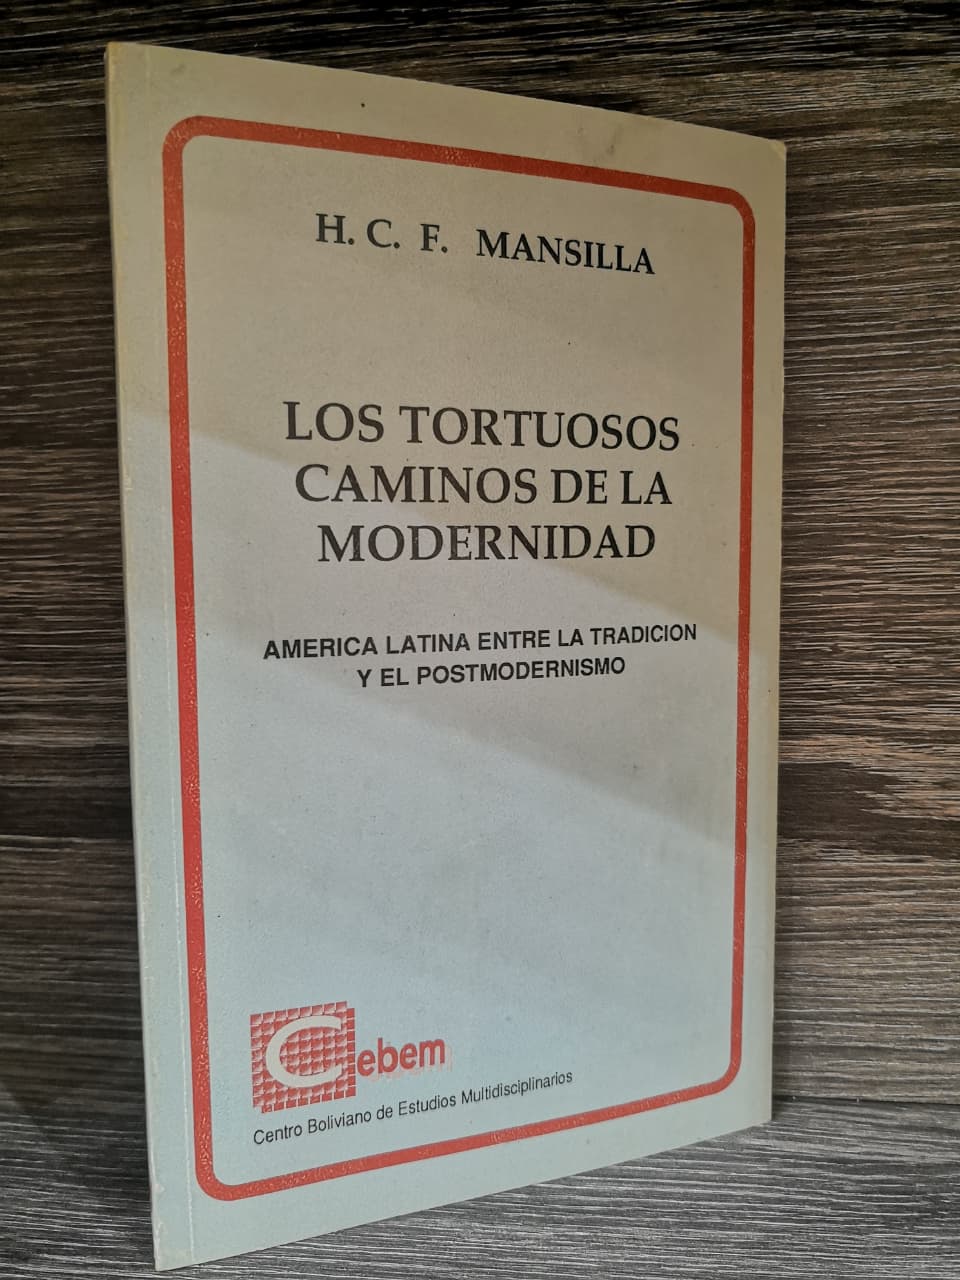 H. C. F. MANSILLA
LOS TORTUOSOS
CAMINOS DE LA
MODERNIDAD
AMERICA LATINA ENTRE LA TRADICION
Y EL POSTMODERNISMO
Cebem
Centro Boliviano de Estudios Multidisciplinarios